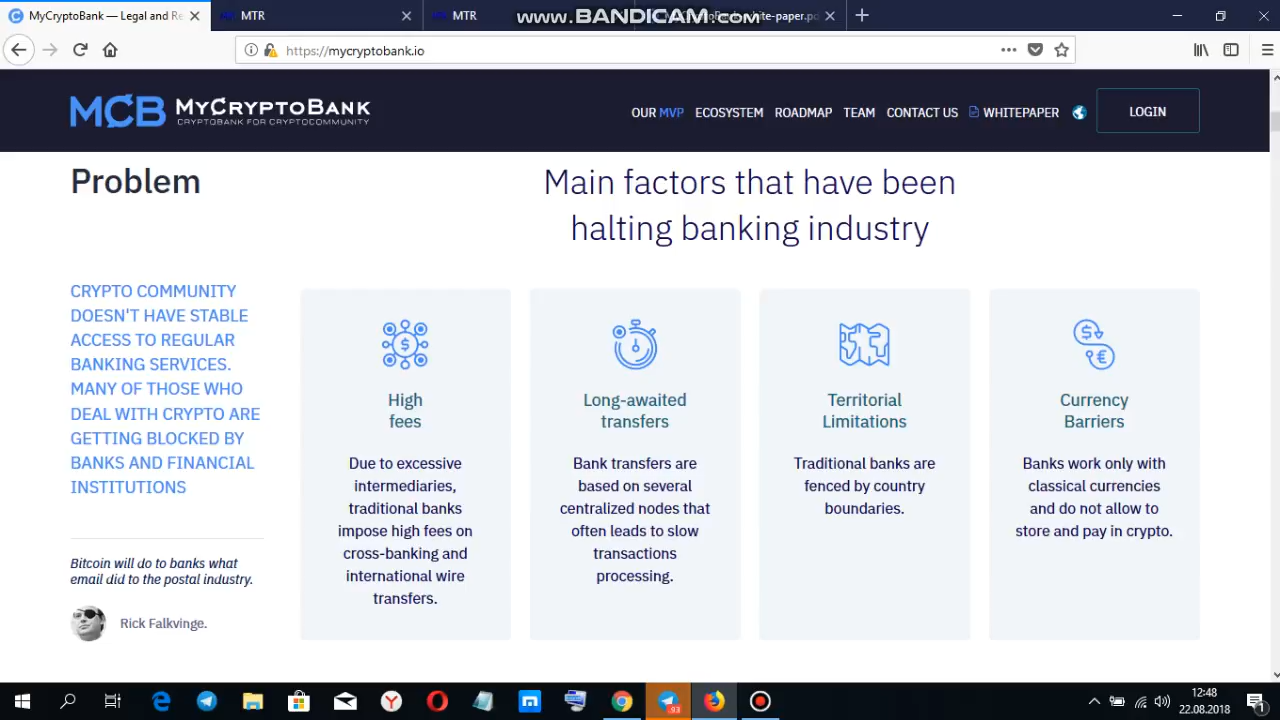 MyCryptoBank — Legal and Re
MTR
MTR
www.BANDICAM.com
hite-paper.pd
https://mycryptobank.io
MCB MYCRYPTOBANK
CRYPTOBANK FOR CRYPTOCOMMUNITY
OUR MVP
ECOSYSTEM
ROADMAP
TEAM
CONTACT US
WHITEPAPER
LOGIN
Problem
Main factors that have been
halting banking industry
CRYPTO COMMUNITY
DOESN'T HAVE STABLE
ACCESS TO REGULAR
BANKING SERVICES.
MANY OF THOSE WHO
DEAL WITH CRYPTO ARE
GETTING BLOCKED BY
BANKS AND FINANCIAL
INSTITUTIONS
Bitcoin will do to banks what
email did to the postal industry.
Rick Falkvinge.
High
fees
Due to excessive
intermediaries,
traditional banks
impose high fees on
cross-banking and
international wire
transfers.
Long-awaited
transfers
Bank transfers are
based on several
centralized nodes that
often leads to slow
transactions
processing.
Territorial
Limitations
Traditional banks are
fenced by country
boundaries.
Currency
Barriers
Banks work only with
classical currencies
and do not allow to
store and pay in crypto.
93
12:48
22.08.2018
1